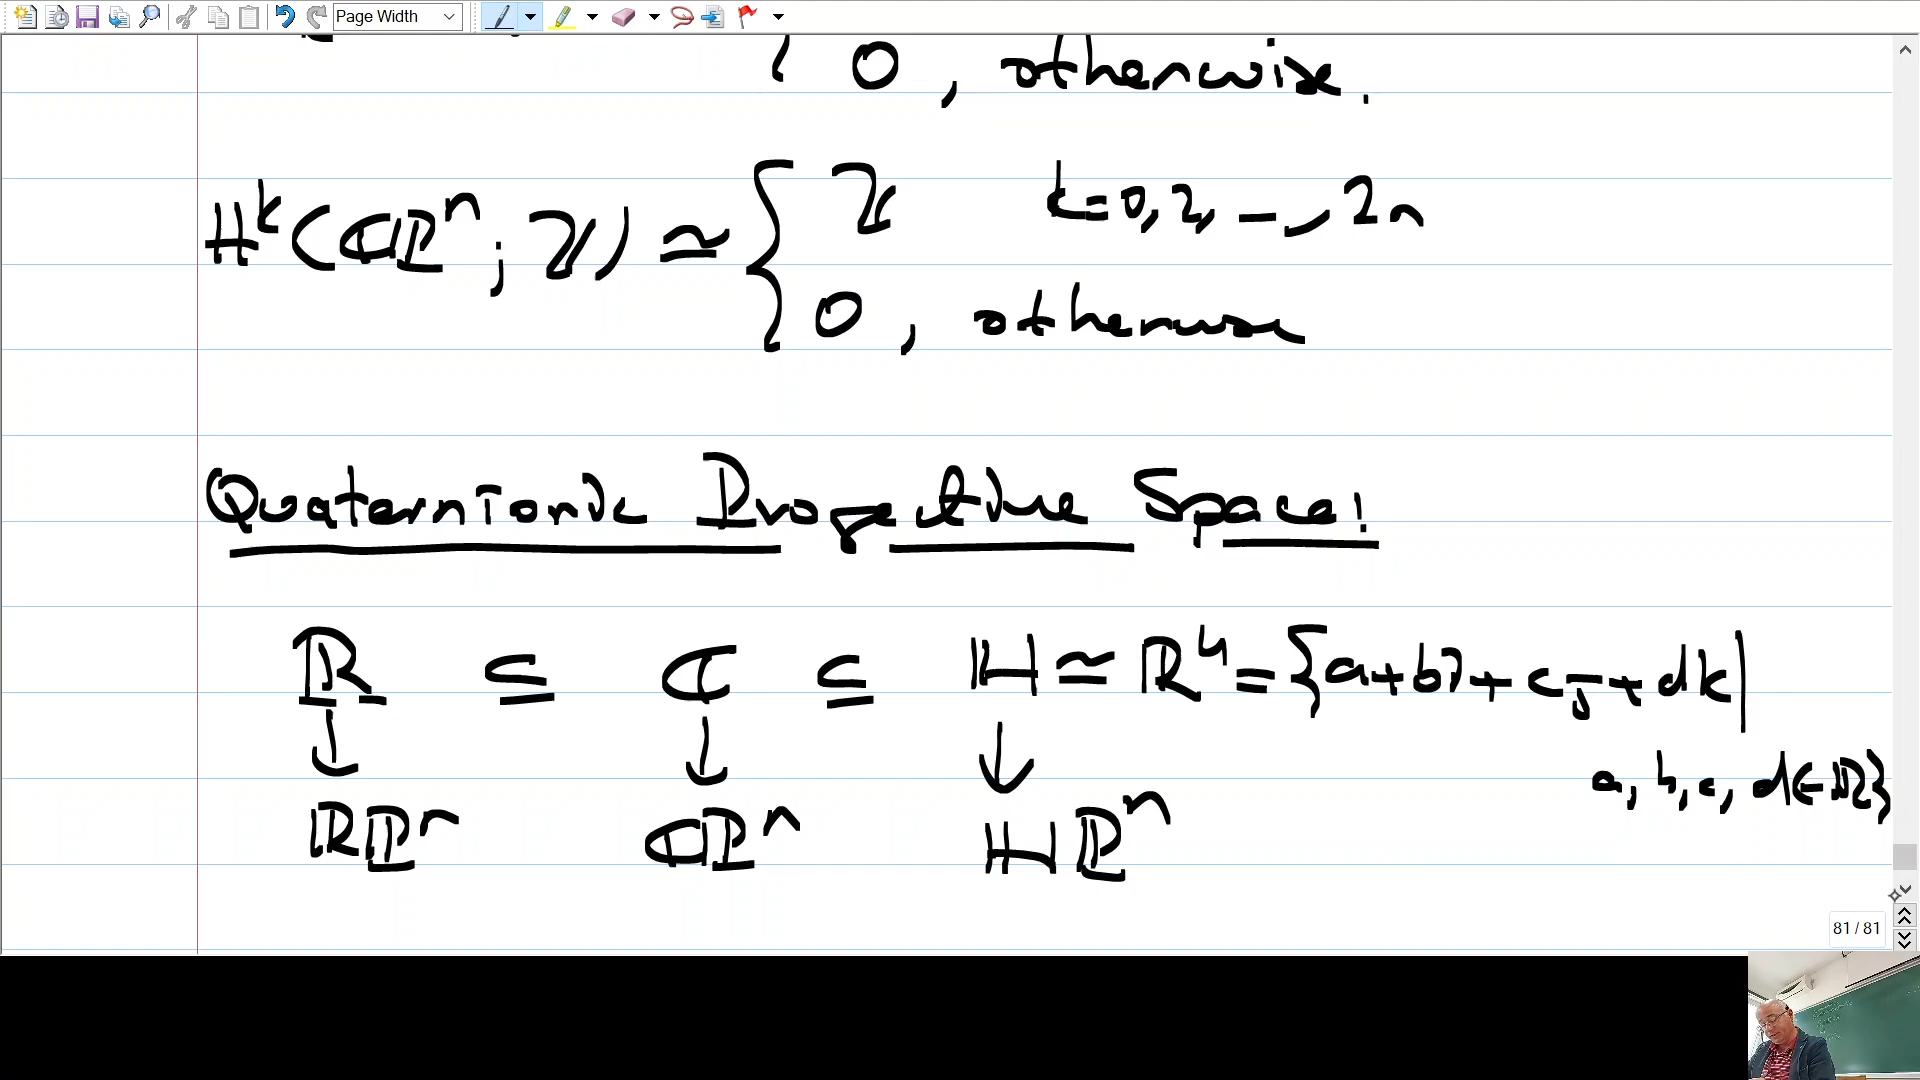 Page Width
0, otherwise.
H^k(ℂℙ^n; ℤ) ≃ { ℤ k=0,2,-,2n
0, otherwise
Quaternionic Projective Space:
ℝ ⊆ ℂ ⊆ ℍ ≃ ℝ^4 = {a+bi+cj+dk|
a, b, c, d∈ℝ}
↓ ↓ ↓
ℝℙ^n ℂℙ^n ℍℙ^n
81 / 81